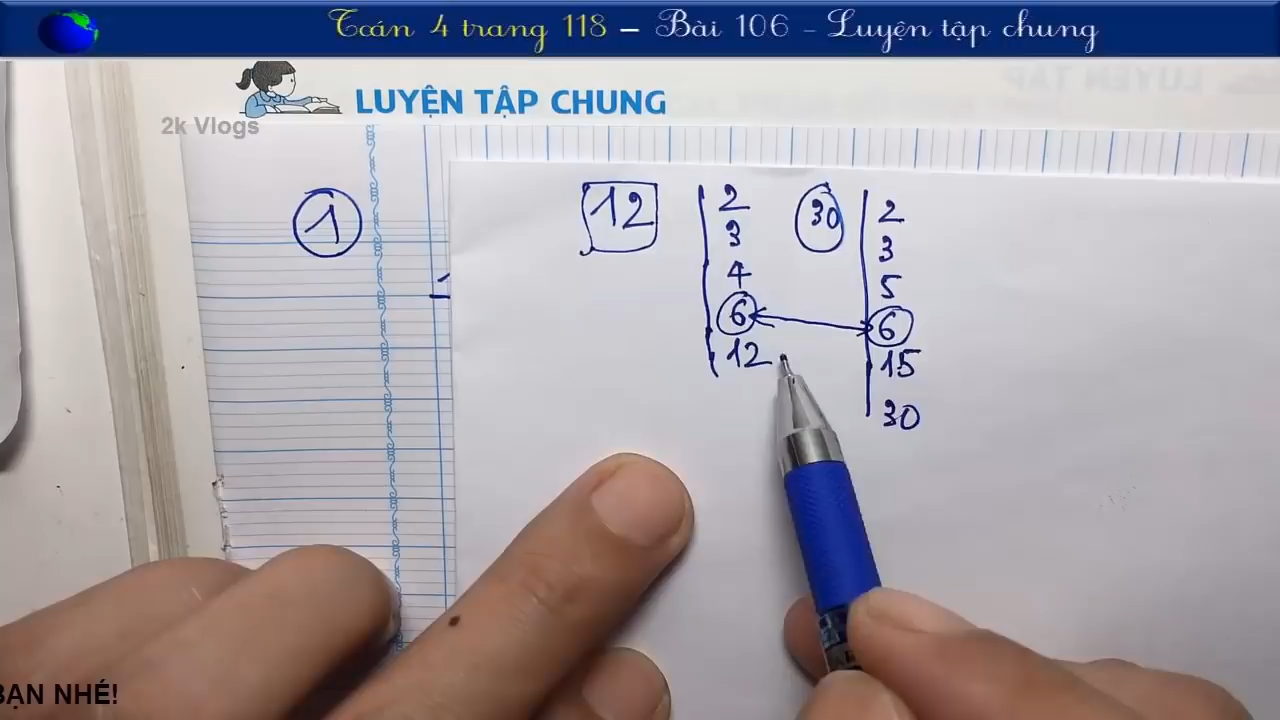 Toán 4 trang 118 – Bài 106 - Luyện tập chung
LUYỆN TẬP CHUNG
2k Vlogs
1
12 2 30 2
3 3
4 5
6 6
12 15
30
BẠN NHÉ!